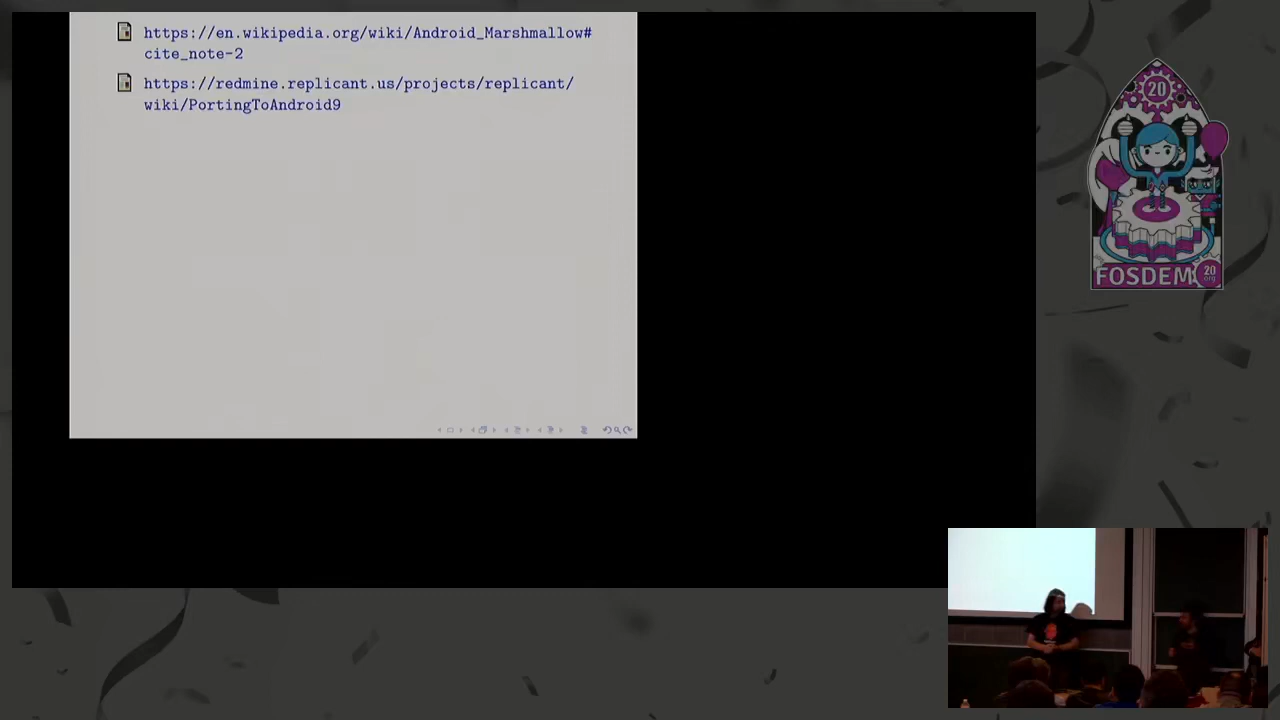 https://en.wikipedia.org/wiki/Android_Marshmallow#
cite_note-2
https://redmine.replicant.us/projects/replicant/
wiki/PortingToAndroid9
20
FOSDEM
20
org